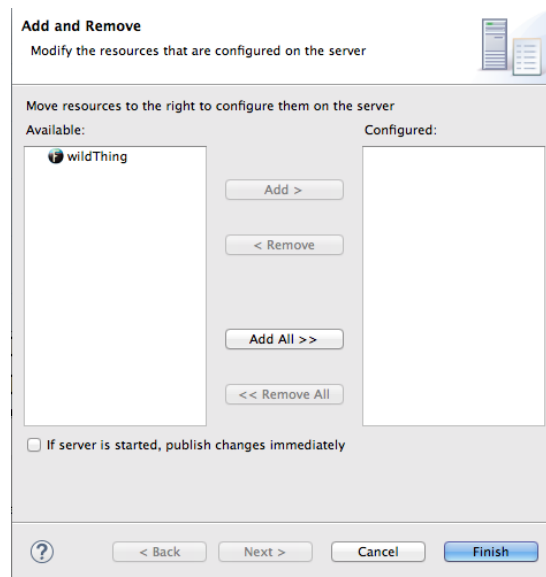 Add and Remove
Modify the resources that are configured on the server
Move resources to the right to configure them on the server
Available:
Configured:
wildThing
Add >
< Remove
Add All >>
<< Remove All
If server is started, publish changes immediately
?
< Back
Next >
Cancel
Finish